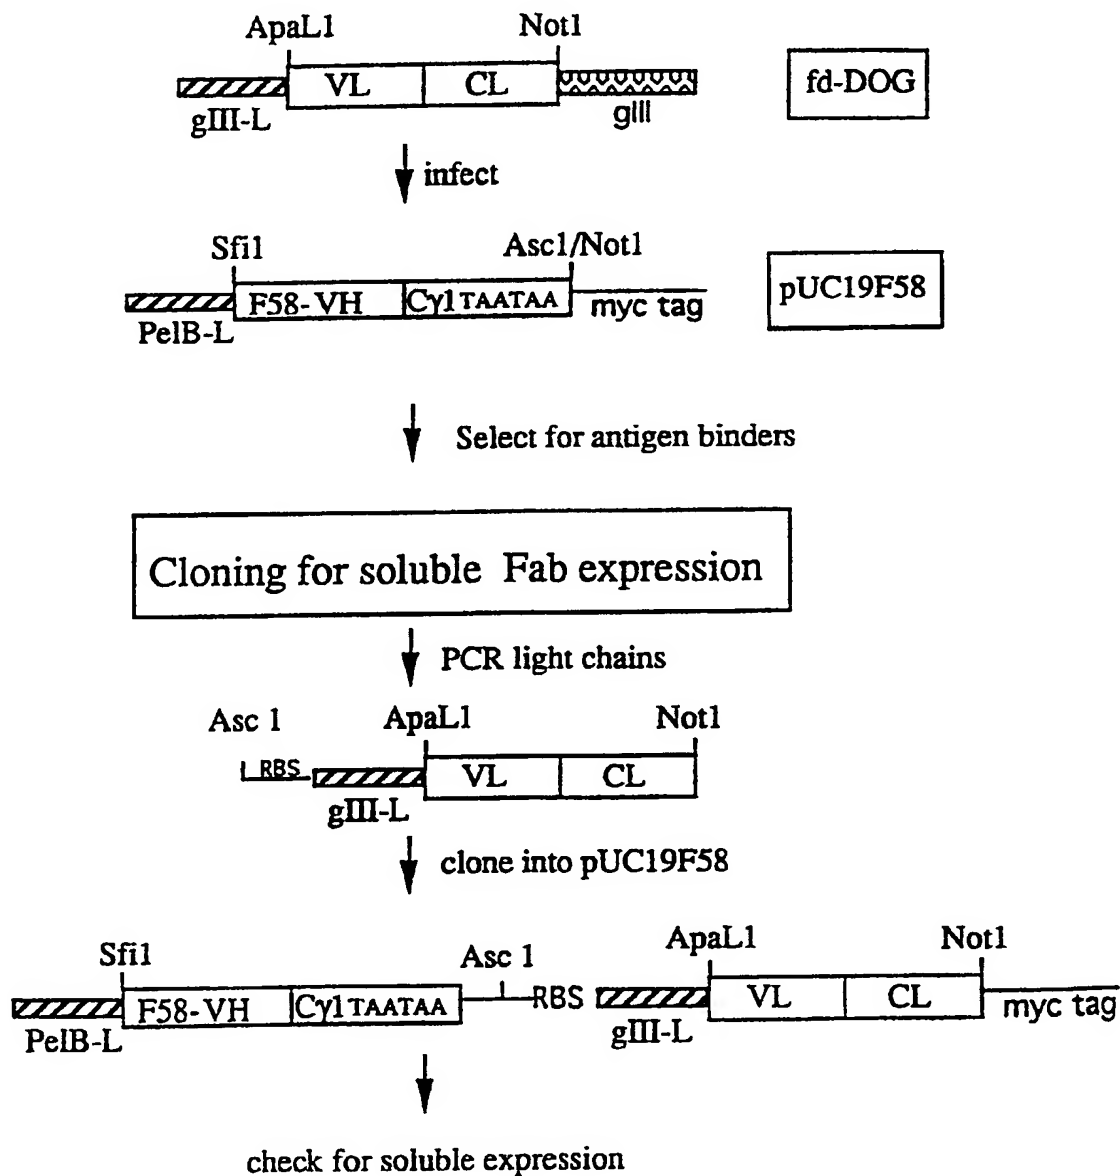 ApaL1 Not1
VL CL
gIII-L gIII
fd-DOG
infect
Sfi1 Asc1/Not1
F58-VH Cγ1 TAATAA
PelB-L myc tag
pUC19F58
Select for antigen binders
Cloning for soluble Fab expression
PCR light chains
Asc 1 ApaL1 Not1
RBS VL CL
gIII-L
clone into pUC19F58
Sfi1 Asc 1 ApaL1 Not1
F58-VH Cγ1 TAATAA RBS VL CL myc tag
PelB-L gIII-L
check for soluble expression